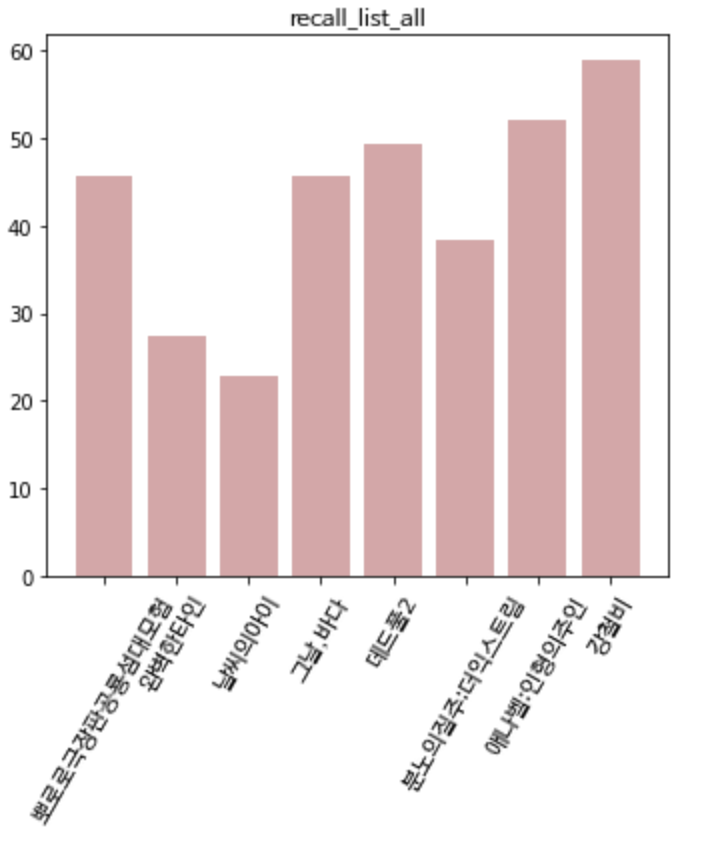 recall_list_all
60
50
40
30
20
10
0
뽀로로극장판공룡섬대모험
완벽한타인
날씨의아이
그날,바다
데드풀2
분노의질주:더익스트림
애나벨:인형의주인
강철비